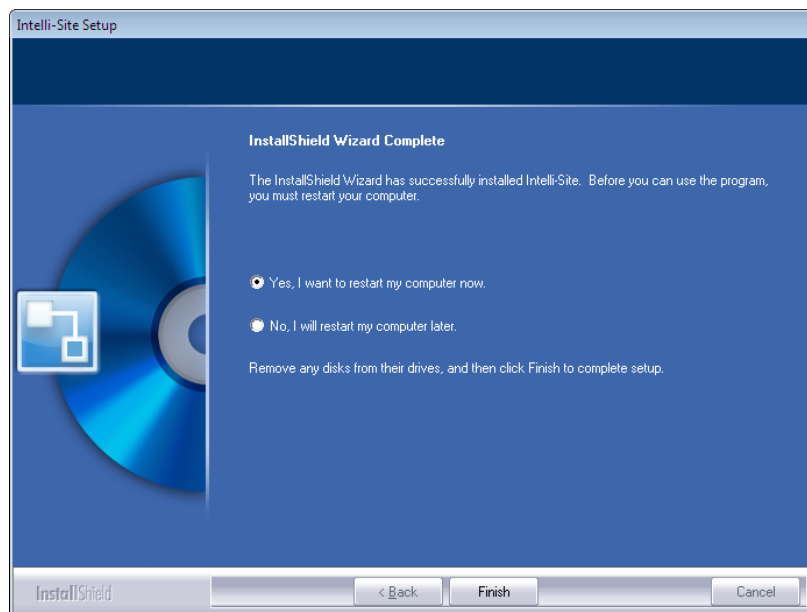 Intelli-Site Setup
InstallShield Wizard Complete
The InstallShield Wizard has successfully installed Intelli-Site.  Before you can use the program,
you must restart your computer.
Yes, I want to restart my computer now.
No, I will restart my computer later.
Remove any disks from their drives, and then click Finish to complete setup.
InstallShield
< Back
Finish
Cancel